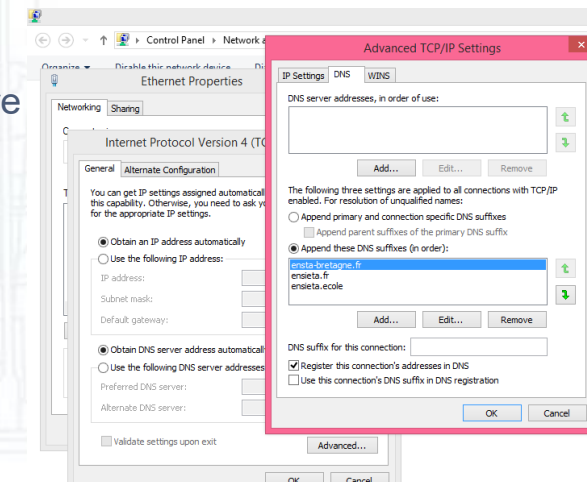 Control Panel ▸ Network a
Organize ▾ Disable this network device Di
Ethernet Properties
Networking Sharing
Internet Protocol Version 4 (TC
General Alternate Configuration
You can get IP settings assigned automatical
this capability. Otherwise, you need to ask yo
for the appropriate IP settings.
Obtain an IP address automatically
Use the following IP address:
IP address:
Subnet mask:
Default gateway:
Obtain DNS server address automaticall
Use the following DNS server addresses
Preferred DNS server:
Alternate DNS server:
Validate settings upon exit
Advanced...
OK Cancel
Advanced TCP/IP Settings
IP Settings DNS WINS
DNS server addresses, in order of use:
Add... Edit... Remove
The following three settings are applied to all connections with TCP/IP
enabled. For resolution of unqualified names:
Append primary and connection specific DNS suffixes
Append parent suffixes of the primary DNS suffix
Append these DNS suffixes (in order):
ensta-bretagne.fr
ensieta.fr
ensieta.ecole
Add... Edit... Remove
DNS suffix for this connection:
Register this connection's addresses in DNS
Use this connection's DNS suffix in DNS registration
OK Cancel